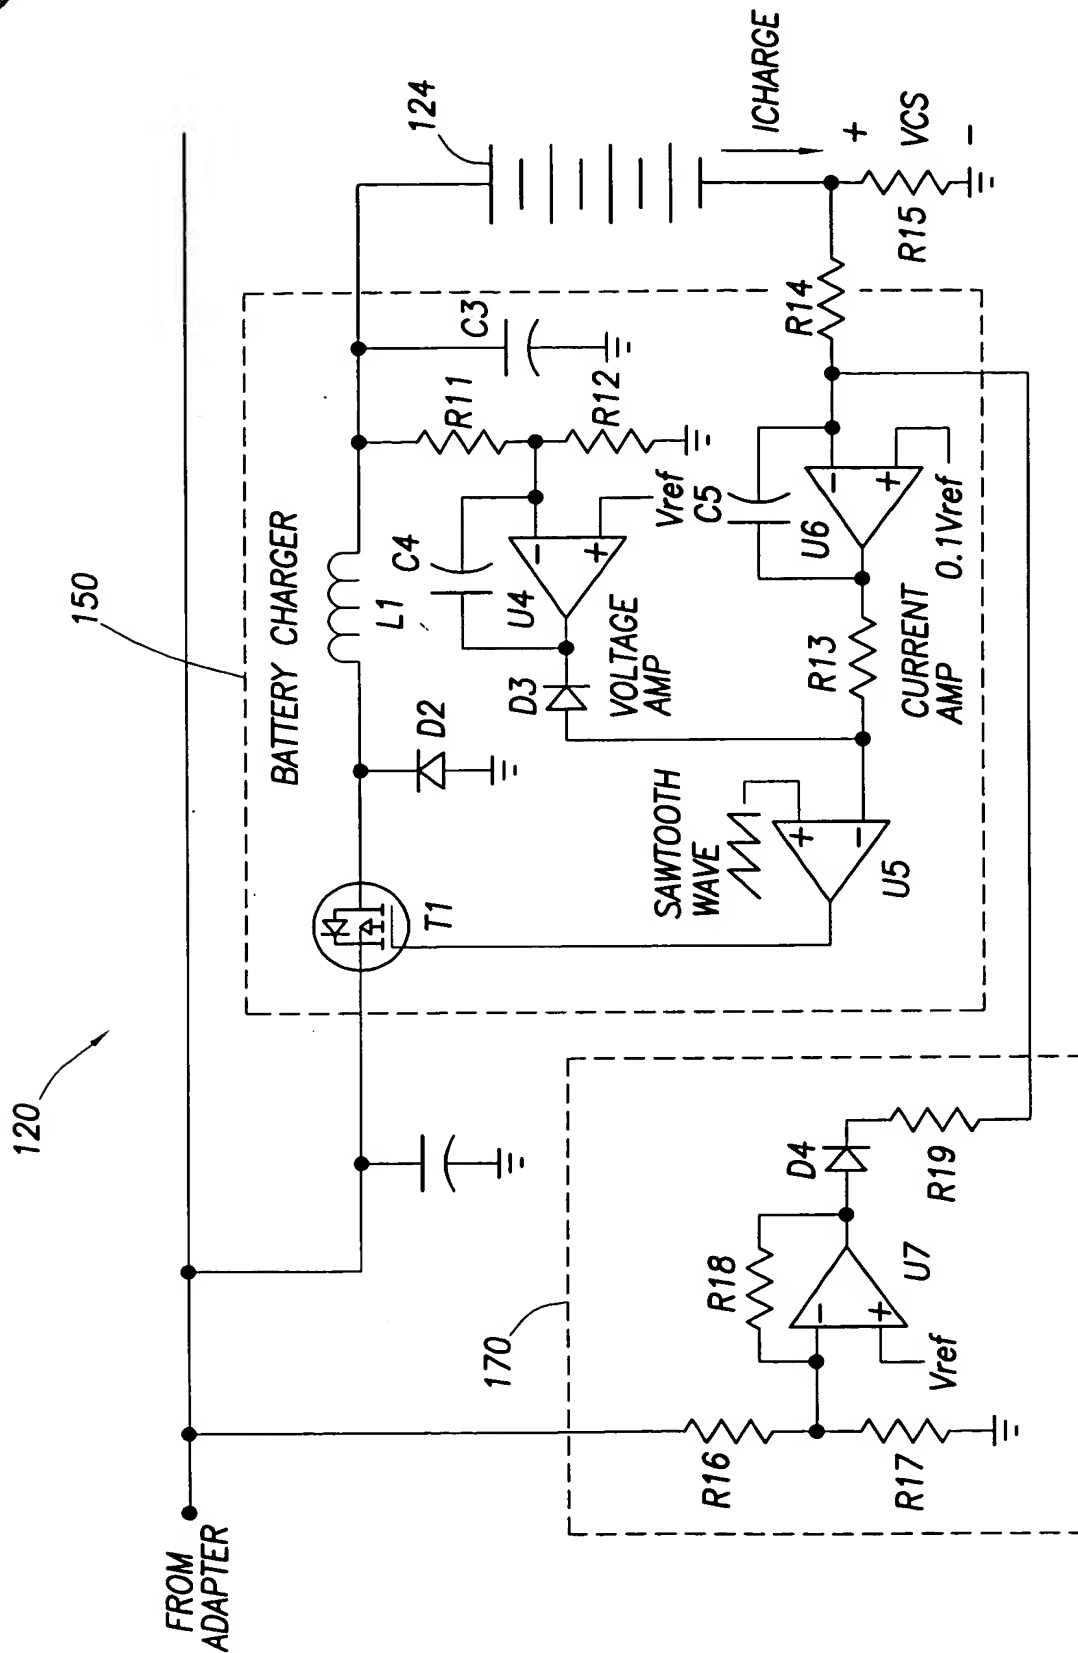 120
150
124
BATTERY CHARGER
FROM
ADAPTER
T1
D2
L1
C3
R11
R12
C4
U4
D3
VOLTAGE
AMP
Vref
C5
SAWTOOTH
WAVE
U5
U6
R13
CURRENT
AMP
0.1Vref
R14
R15
ICHARGE
+
VCS
-
170
R16
R17
R18
U7
Vref
D4
R19
-
+
-
+
+
-
-
+